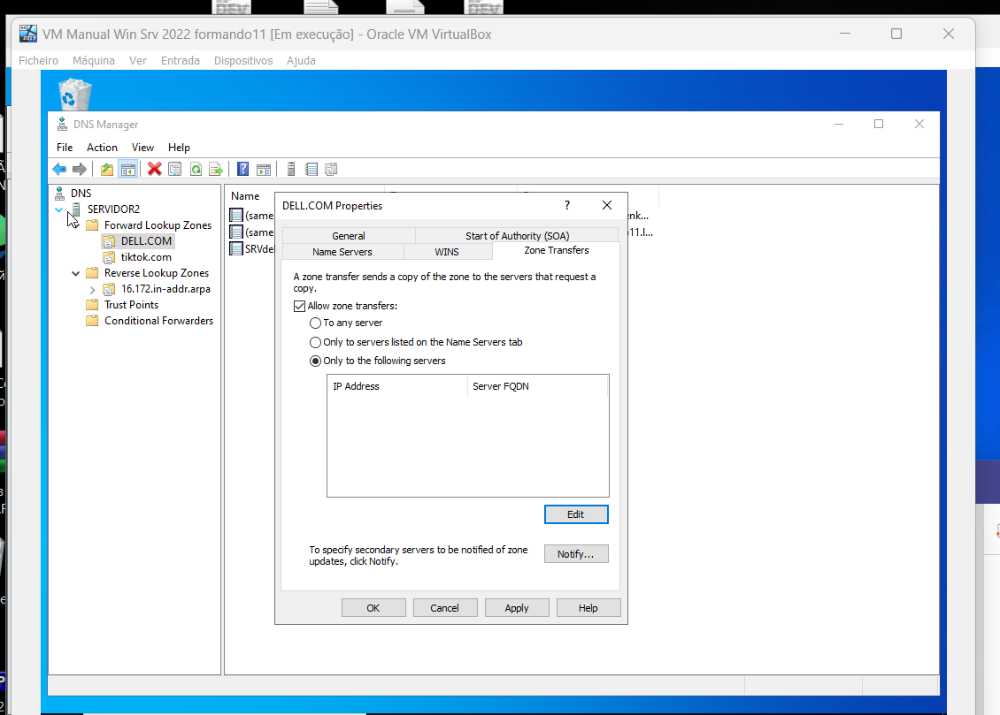 VM Manual Win Srv 2022 formando11 [Em execução] - Oracle VM VirtualBox
Ficheiro Máquina Ver Entrada Dispositivos Ajuda
DNS Manager
File Action View Help
DNS
SERVIDOR2
Forward Lookup Zones
DELL.COM
tiktok.com
Reverse Lookup Zones
16.172.in-addr.arpa
Trust Points
Conditional Forwarders
Name
(same
(same
SRVdel
enk...
11.l...
DELL.COM Properties
?
General
Start of Authority (SOA)
Name Servers
WINS
Zone Transfers
A zone transfer sends a copy of the zone to the servers that request a
copy.
Allow zone transfers:
To any server
Only to servers listed on the Name Servers tab
Only to the following servers
IP Address
Server FQDN
Edit
To specify secondary servers to be notified of zone
updates, click Notify.
Notify...
OK
Cancel
Apply
Help